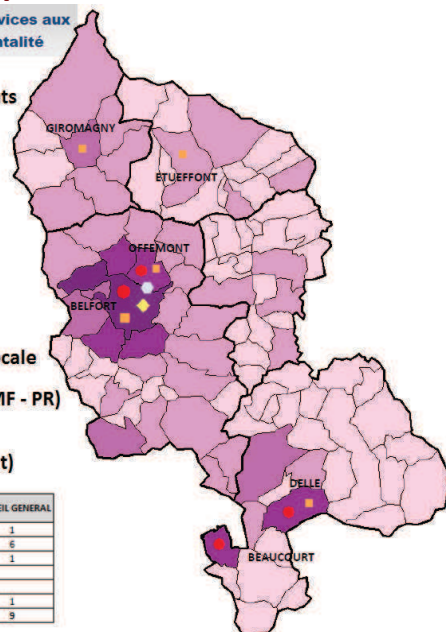 vices aux
ntalité
ts
GIROMAGNY
ETUEFFONT
OFFEMONT
BELFORT
cale
MF - PR)
t)
DELLE
BEAUCOURT
EIL GENERAL
1
6
1
1
9